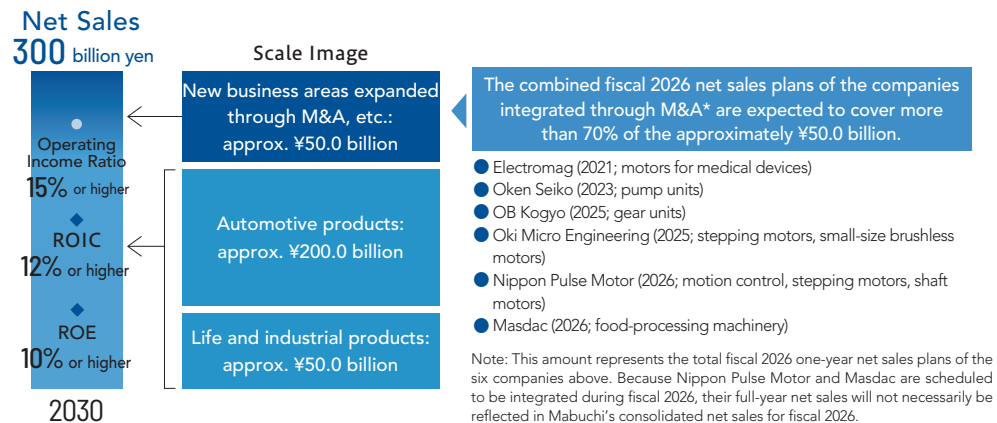 Net Sales
300 billion yen
Operating
Income Ratio
15% or higher
ROIC
12% or higher
ROE
10% or higher
2030
Scale Image
New business areas expanded
through M&A, etc.:
approx. ¥50.0 billion
Automotive products:
approx. ¥200.0 billion
Life and industrial products:
approx. ¥50.0 billion
The combined fiscal 2026 net sales plans of the companies
integrated through M&A* are expected to cover more
than 70% of the approximately ¥50.0 billion.
● Electromag (2021; motors for medical devices)
● Oken Seiko (2023; pump units)
● OB Kogyo (2025; gear units)
● Oki Micro Engineering (2025; stepping motors, small-size brushless
motors)
● Nippon Pulse Motor (2026; motion control, stepping motors, shaft
motors)
● Masdac (2026; food-processing machinery)
Note: This amount represents the total fiscal 2026 one-year net sales plans of the
six companies above. Because Nippon Pulse Motor and Masdac are scheduled
to be integrated during fiscal 2026, their full-year net sales will not necessarily be
reflected in Mabuchi’s consolidated net sales for fiscal 2026.